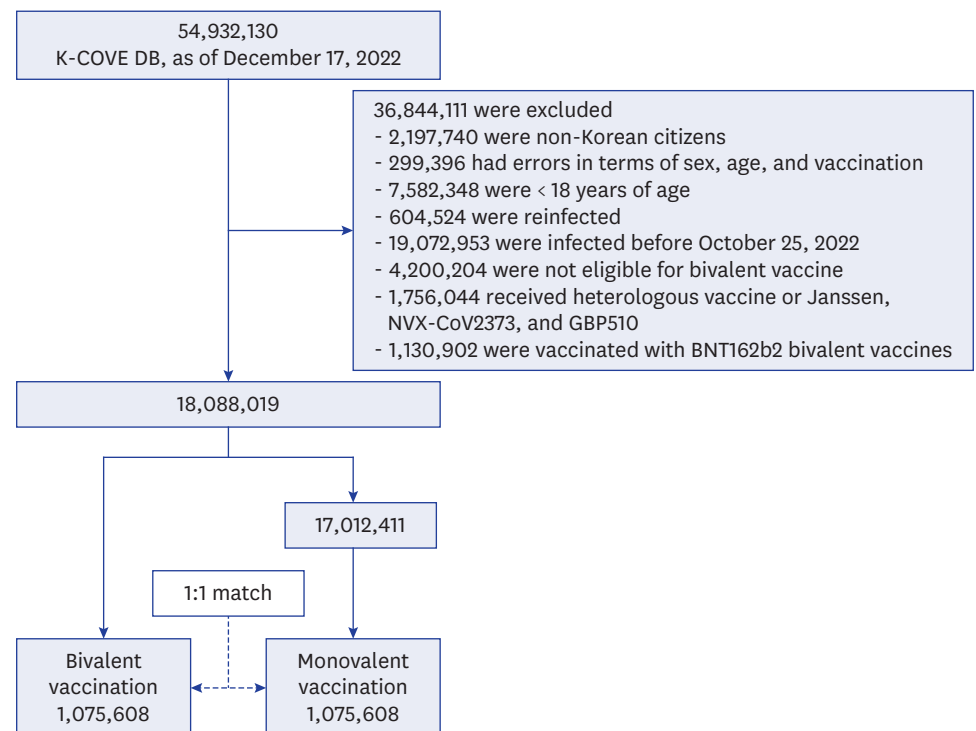 54,932,130
K-COVE DB, as of December 17, 2022
36,844,111 were excluded
- 2,197,740 were non-Korean citizens
- 299,396 had errors in terms of sex, age, and vaccination
- 7,582,348 were < 18 years of age
- 604,524 were reinfected
- 19,072,953 were infected before October 25, 2022
- 4,200,204 were not eligible for bivalent vaccine
- 1,756,044 received heterologous vaccine or Janssen,
NVX-CoV2373, and GBP510
- 1,130,902 were vaccinated with BNT162b2 bivalent vaccines
18,088,019
17,012,411
1:1 match
Bivalent
vaccination
1,075,608
Monovalent
vaccination
1,075,608